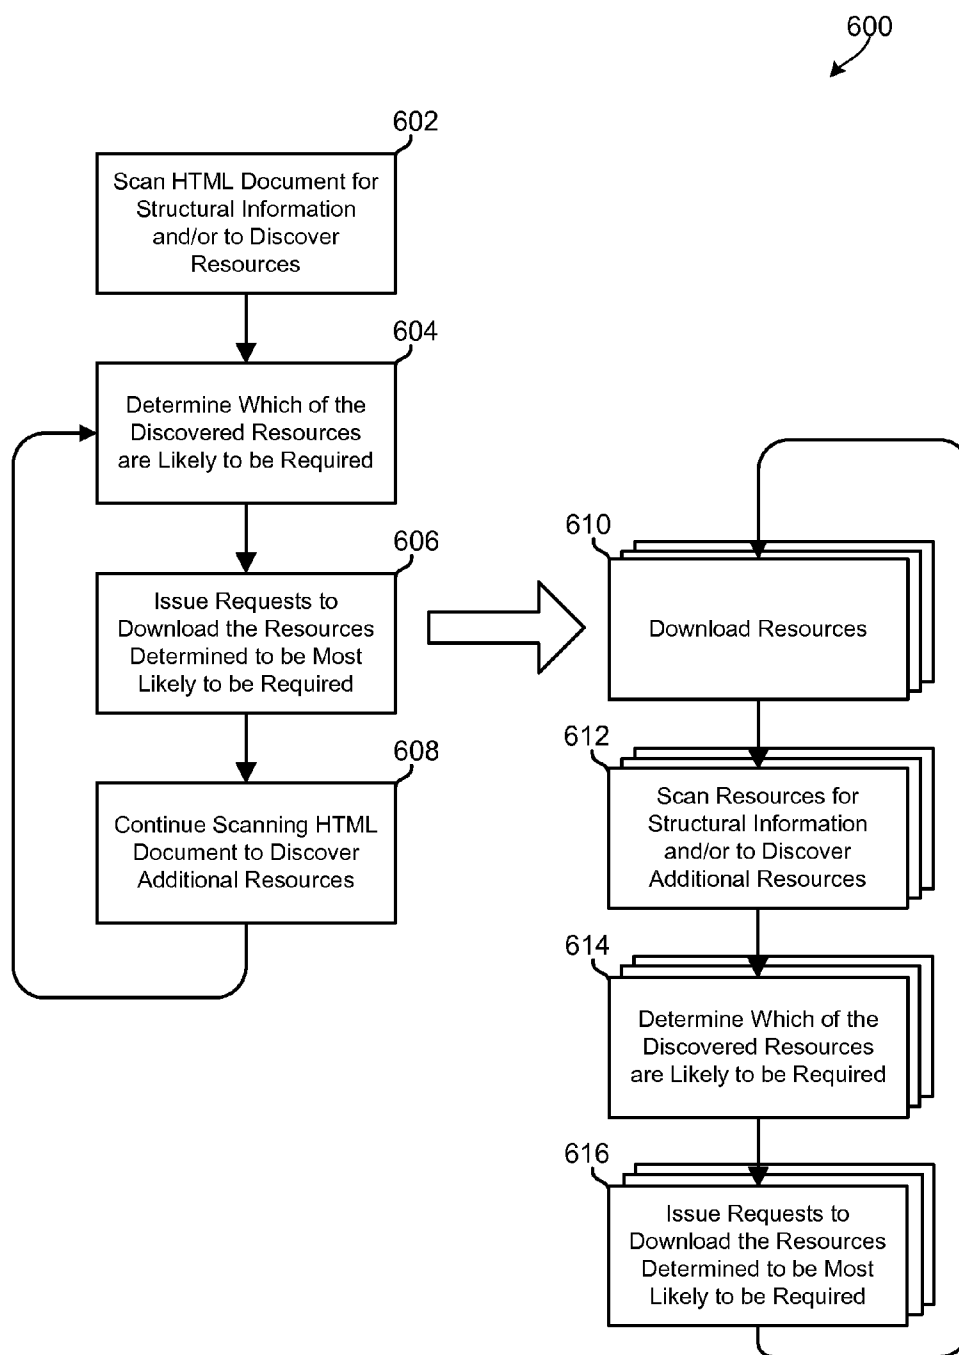 600
602
Scan HTML Document for
Structural Information
and/or to Discover
Resources
604
Determine Which of the
Discovered Resources
are Likely to be Required
606
Issue Requests to
Download the Resources
Determined to be Most
Likely to be Required
608
Continue Scanning HTML
Document to Discover
Additional Resources
610
Download Resources
612
Scan Resources for
Structural Information
and/or to Discover
Additional Resources
614
Determine Which of the
Discovered Resources
are Likely to be Required
616
Issue Requests to
Download the Resources
Determined to be Most
Likely to be Required